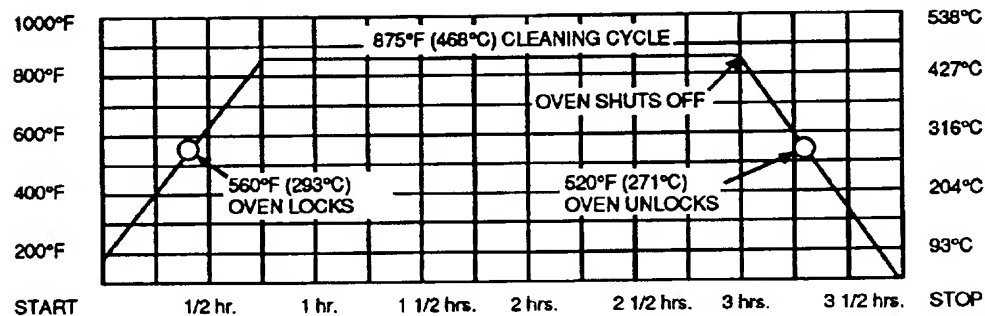 1000°F
538°C
875°F (468°C) CLEANING CYCLE
800°F
427°C
OVEN SHUTS OFF
600°F
316°C
560°F (293°C)
OVEN LOCKS
520°F (271°C)
OVEN UNLOCKS
400°F
204°C
200°F
93°C
START
1/2 hr.
1 hr.
1 1/2 hrs.
2 hrs.
2 1/2 hrs.
3 hrs.
3 1/2 hrs.
STOP